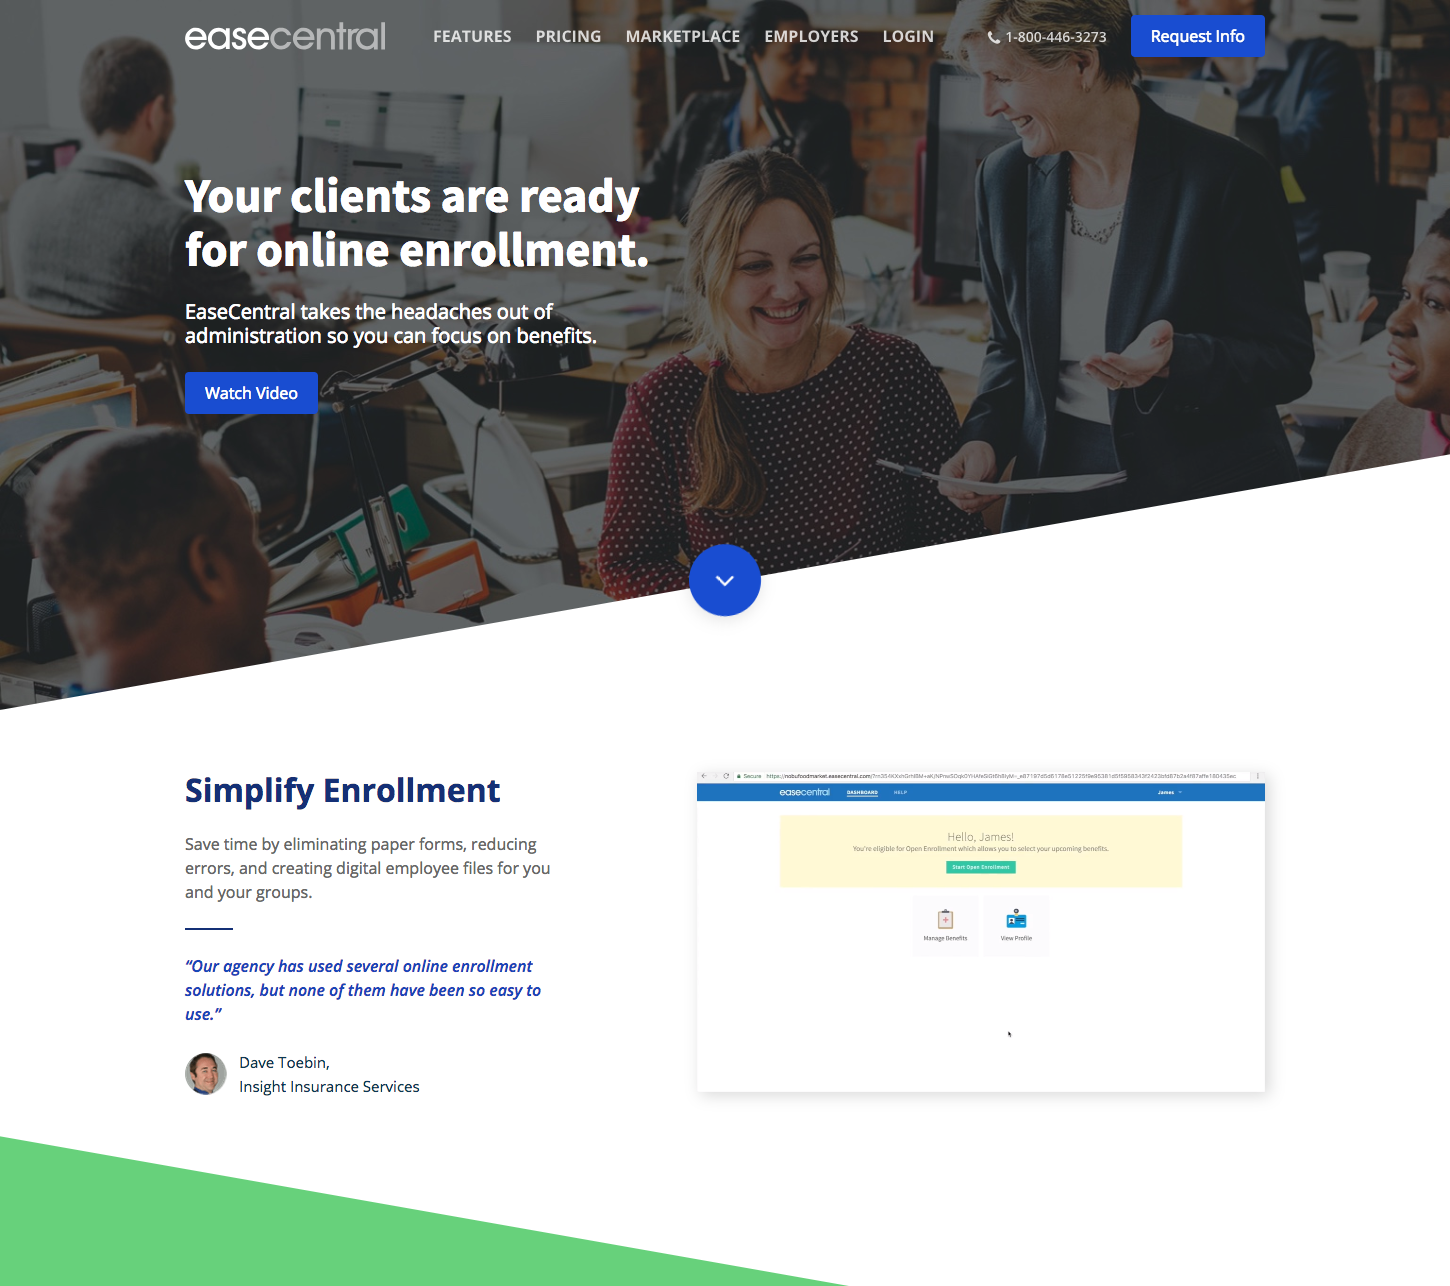 easecentral
FEATURES PRICING MARKETPLACE EMPLOYERS LOGIN 1-800-446-3273 Request Info
Your clients are ready
for online enrollment.
EaseCentral takes the headaches out of
administration so you can focus on benefits.
Watch Video
Simplify Enrollment
Save time by eliminating paper forms, reducing
errors, and creating digital employee files for you
and your groups.
“Our agency has used several online enrollment
solutions, but none of them have been so easy to
use.”
Dave Toebin,
Insight Insurance Services
Secure
easecentral DASHBOARD HELP James
Hello, James!
You're eligible for Open Enrollment which allows you to select your upcoming benefits.
Start Open Enrollment
Manage Benefits View Profile